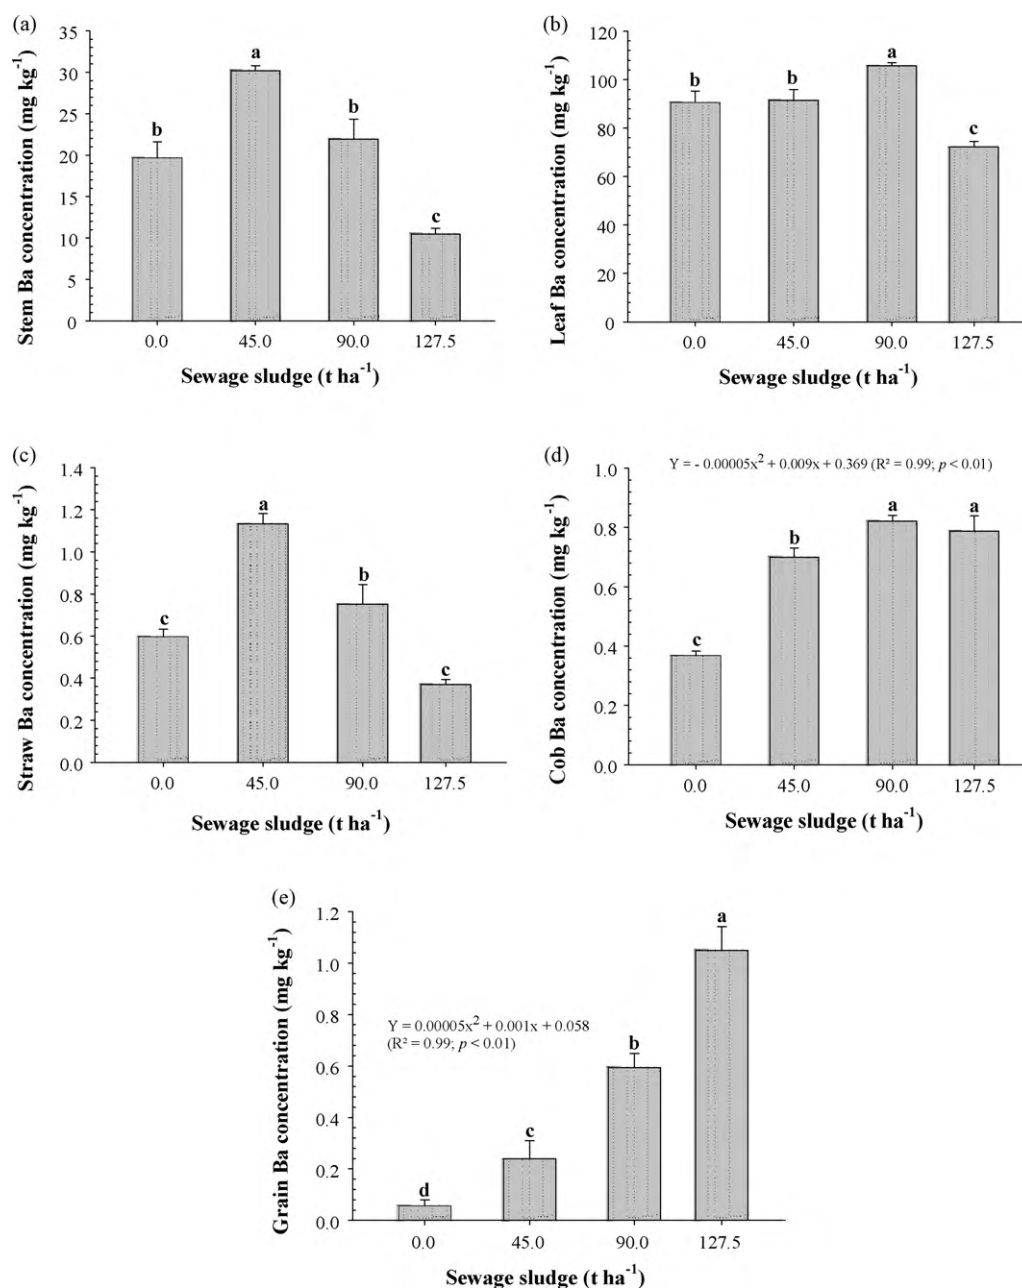 (a)
Stem Ba concentration (mg kg⁻¹)
35
30
25
20
15
10
5
0
b
a
b
c
0.0 45.0 90.0 127.5
Sewage sludge (t ha⁻¹)
(b)
Leaf Ba concentration (mg kg⁻¹)
120
100
80
60
40
20
0
b
b
a
c
0.0 45.0 90.0 127.5
Sewage sludge (t ha⁻¹)
(c)
Straw Ba concentration (mg kg⁻¹)
1.4
1.2
1.0
0.8
0.6
0.4
0.2
0.0
c
a
b
c
0.0 45.0 90.0 127.5
Sewage sludge (t ha⁻¹)
(d)
Y = - 0.00005x² + 0.009x + 0.369 (R² = 0.99; p < 0.01)
Cob Ba concentration (mg kg⁻¹)
1.0
0.8
0.6
0.4
0.2
0.0
c
b
a
a
0.0 45.0 90.0 127.5
Sewage sludge (t ha⁻¹)
(e)
Grain Ba concentration (mg kg⁻¹)
1.2
1.0
0.8
0.6
0.4
0.2
0.0
Y = 0.00005x² + 0.001x + 0.058
(R² = 0.99; p < 0.01)
d
c
b
a
0.0 45.0 90.0 127.5
Sewage sludge (t ha⁻¹)